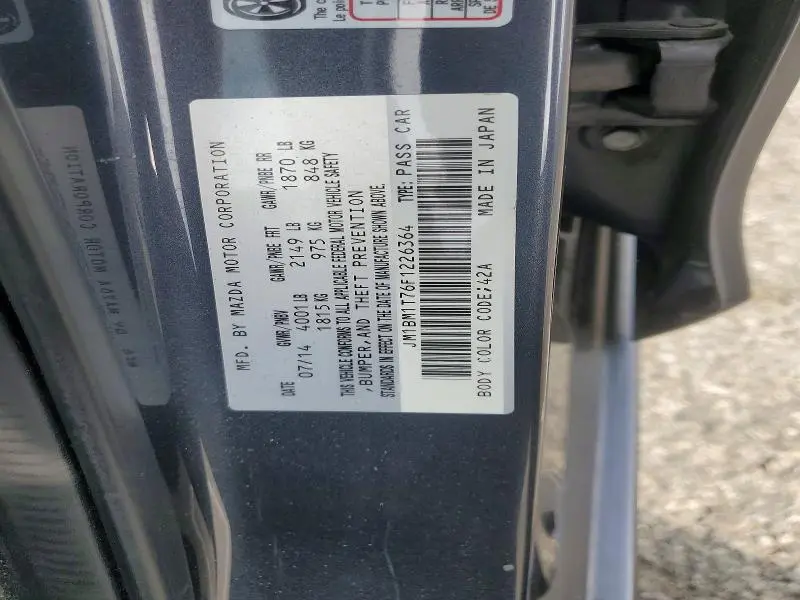 MFD. BY MAZDA MOTOR CORPORATION
DATE GVWR/PNBV GAWR/PNBE FRT GAWR/PNBE RR
07/14 4001 LB 2149 LB 1870 LB
1815 KG 975 KG 848 KG
THIS VEHICLE CONFORMS TO ALL APPLICABLE FEDERAL MOTOR VEHICLE SAFETY
,BUMPER,AND THEFT PREVENTION
STANDARDS IN EFFECT ON THE DATE OF MANUFACTURE SHOWN ABOVE.
JM1BM1T76F1226364 TYPE: PASS CAR
BODY COLOR CODE;42A MADE IN JAPAN
The
Le